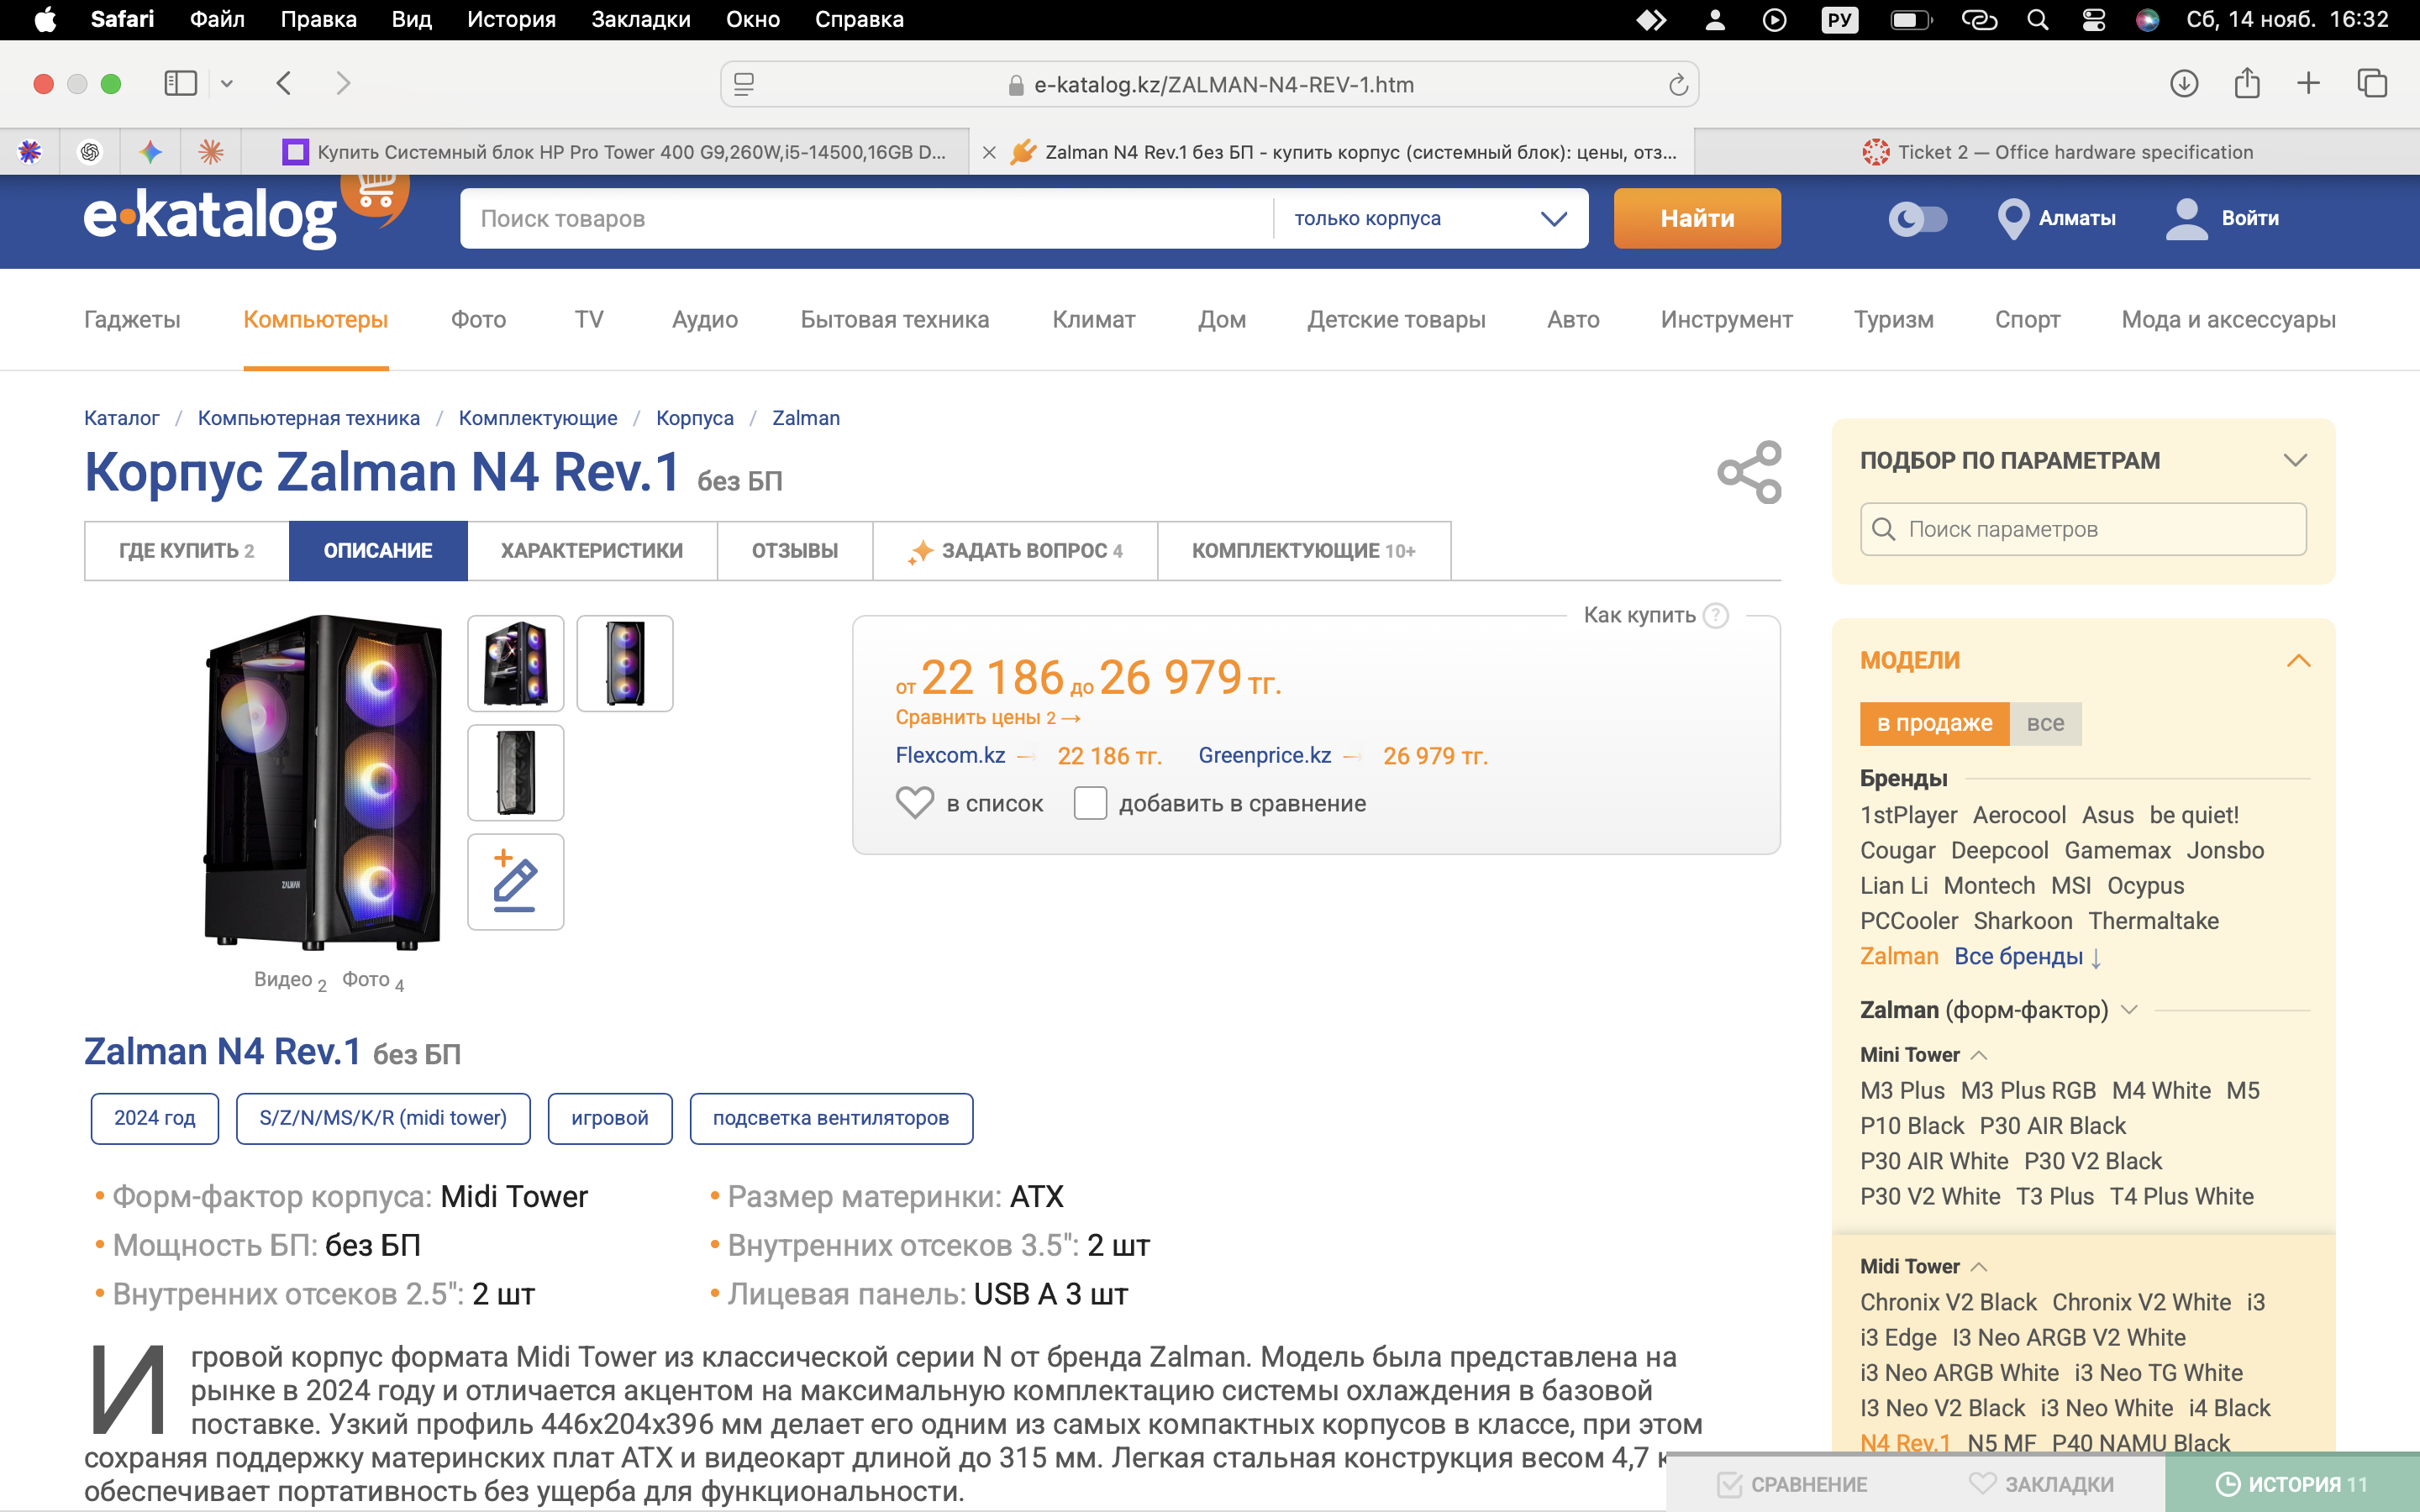 Safari Файл Правка Вид История Закладки Окно Справка РУ Сб, 14 нояб. 16:32
e-katalog.kz/ZALMAN-N4-REV-1.htm
Купить Системный блок HP Pro Tower 400 G9,260W,i5-14500,16GB D... Zalman N4 Rev.1 без БП - купить корпус (системный блок): цены, отз... Ticket 2 — Office hardware specification
e-katalog Поиск товаров только корпуса Найти Алматы Войти
Гаджеты Компьютеры Фото TV Аудио Бытовая техника Климат Дом Детские товары Авто Инструмент Туризм Спорт Мода и аксессуары
Каталог / Компьютерная техника / Комплектующие / Корпуса / Zalman
Корпус Zalman N4 Rev.1 без БП
ГДЕ КУПИТЬ 2 ОПИСАНИЕ ХАРАКТЕРИСТИКИ ОТЗЫВЫ ЗАДАТЬ ВОПРОС 4 КОМПЛЕКТУЮЩИЕ 10+
Как купить ?
от 22 186 до 26 979 тг.
Сравнить цены 2 →
Flexcom.kz → 22 186 тг. Greenprice.kz → 26 979 тг.
в список добавить в сравнение
ZALMAN
Видео 2 Фото 4
Zalman N4 Rev.1 без БП
2024 год S/Z/N/MS/K/R (midi tower) игровой подсветка вентиляторов
• Форм-фактор корпуса: Midi Tower • Размер материнки: ATX
• Мощность БП: без БП • Внутренних отсеков 3.5": 2 шт
• Внутренних отсеков 2.5": 2 шт • Лицевая панель: USB A 3 шт
Игровой корпус формата Midi Tower из классической серии N от бренда Zalman. Модель была представлена на
рынке в 2024 году и отличается акцентом на максимальную комплектацию системы охлаждения в базовой
поставке. Узкий профиль 446x204x396 мм делает его одним из самых компактных корпусов в классе, при этом
сохраняя поддержку материнских плат ATX и видеокарт длиной до 315 мм. Легкая стальная конструкция весом 4,7
обеспечивает портативность без ущерба для функциональности.
ПОДБОР ПО ПАРАМЕТРАМ
Поиск параметров
МОДЕЛИ
в продаже все
Бренды
1stPlayer Aerocool Asus be quiet!
Cougar Deepcool Gamemax Jonsbo
Lian Li Montech MSI Ocypus
PCCooler Sharkoon Thermaltake
Zalman Все бренды ↓
Zalman (форм-фактор)
Mini Tower
M3 Plus M3 Plus RGB M4 White M5
P10 Black P30 AIR Black
P30 AIR White P30 V2 Black
P30 V2 White T3 Plus T4 Plus White
Midi Tower
Chronix V2 Black Chronix V2 White i3
i3 Edge I3 Neo ARGB V2 White
i3 Neo ARGB White i3 Neo TG White
I3 Neo V2 Black i3 Neo White i4 Black
N4 Rev.1 N5 MF P40 NAMU Black
СРАВНЕНИЕ ЗАКЛАДКИ ИСТОРИЯ 11